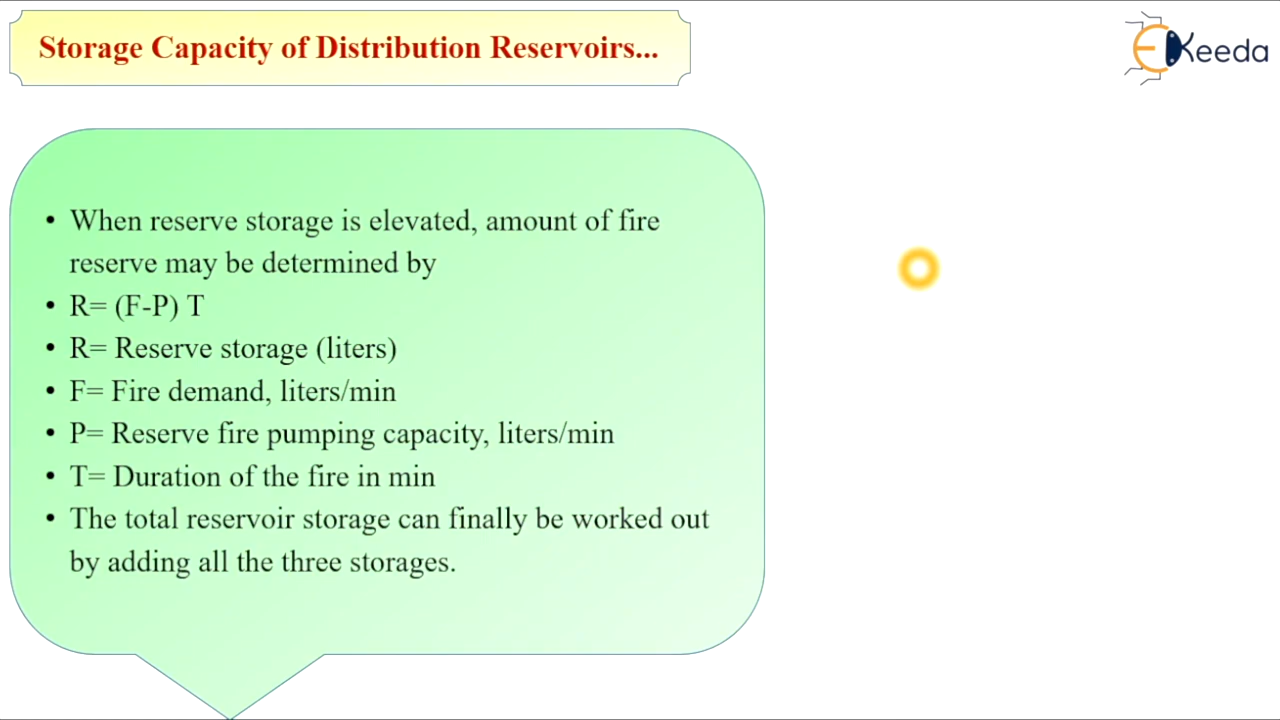 Storage Capacity of Distribution Reservoirs...
Keeda
• When reserve storage is elevated, amount of fire
reserve may be determined by
• R= (F-P) T
• R= Reserve storage (liters)
• F= Fire demand, liters/min
• P= Reserve fire pumping capacity, liters/min
• T= Duration of the fire in min
• The total reservoir storage can finally be worked out
by adding all the three storages.